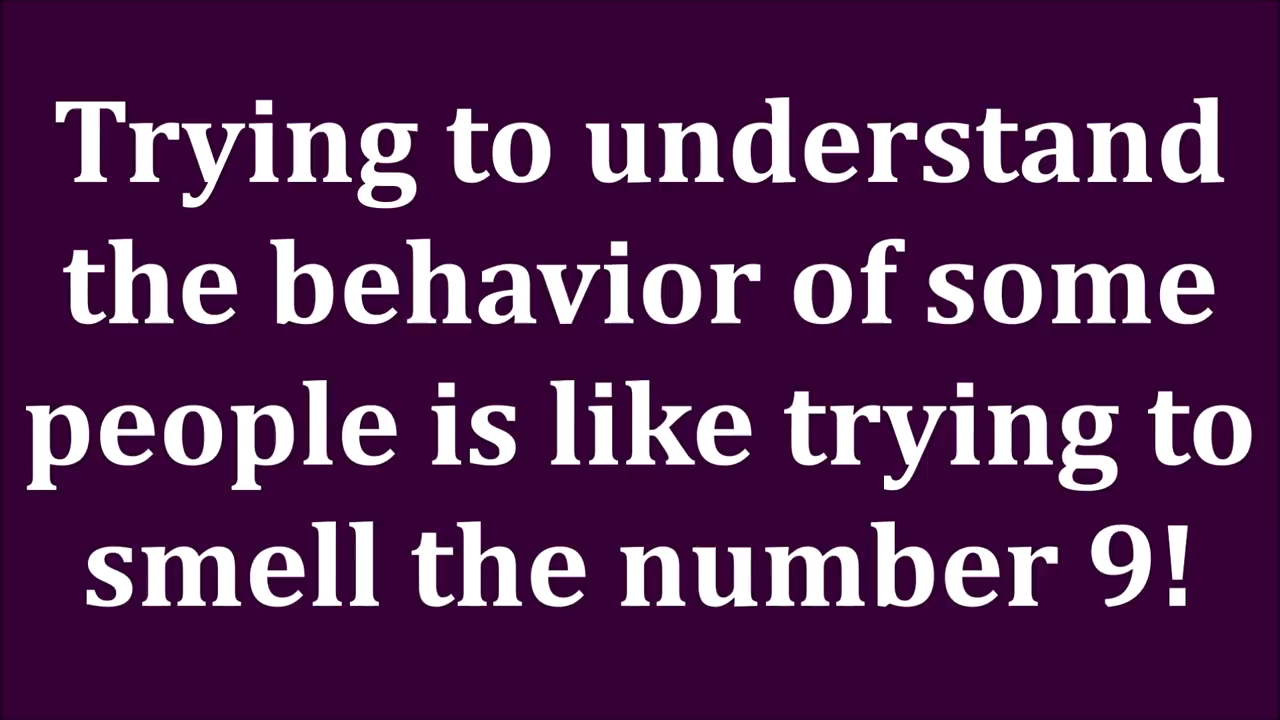 Trying to understand
the behavior of some
people is like trying to
smell the number 9!